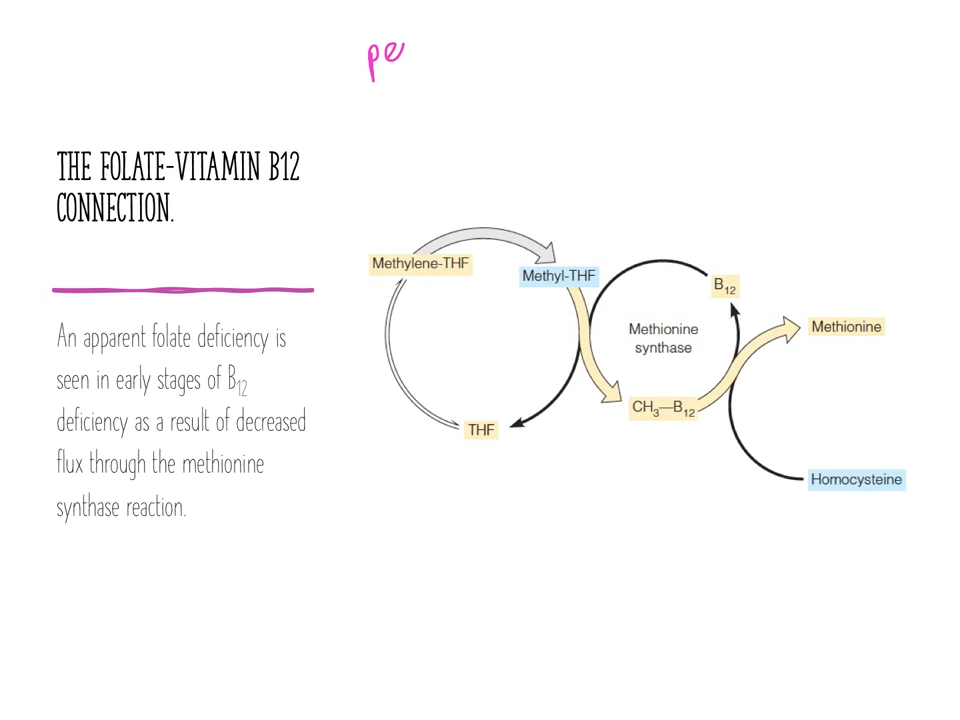 pe
THE FOLATE-VITAMIN B12
CONNECTION.
An apparent folate deficiency is
seen in early stages of B₁₂
deficiency as a result of decreased
flux through the methionine
synthase reaction.
Methylene-THF
Methyl-THF
B₁₂
Methionine
synthase
Methionine
CH₃—B₁₂
THF
Homocysteine